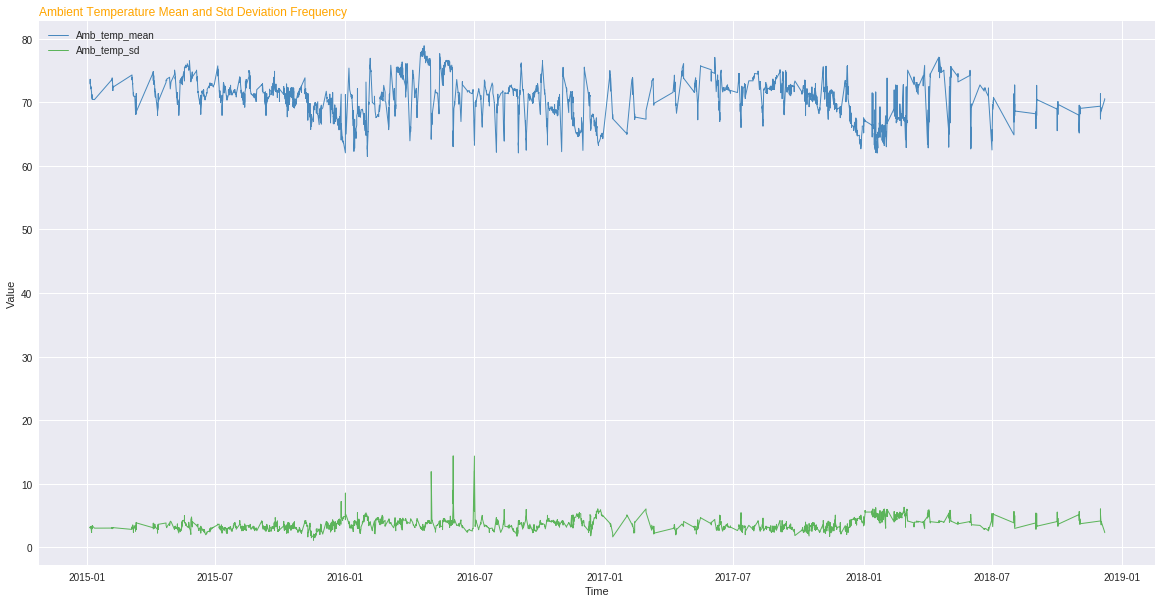 Ambient Temperature Mean and Std Deviation Frequency
Amb_temp_mean
Amb_temp_sd
80
70
60
50
40
30
20
10
0
Value
2015-01 2015-07 2016-01 2016-07 2017-01 2017-07 2018-01 2018-07 2019-01
Time